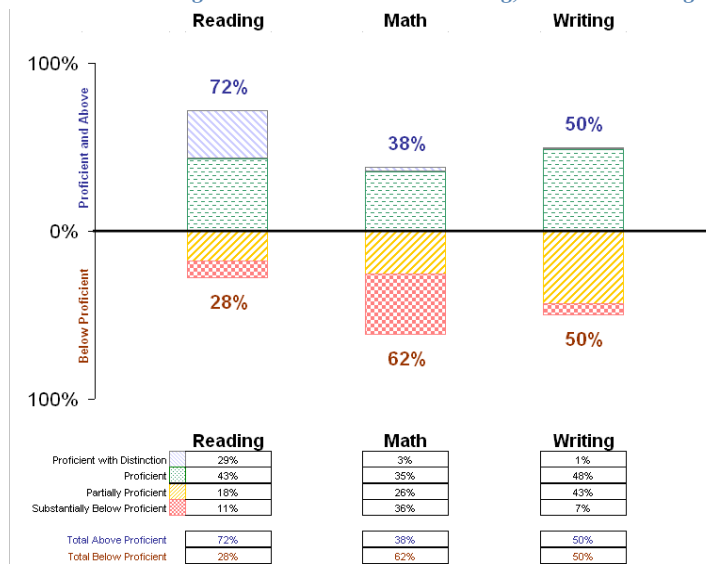 Reading Math Writing
100%
72%
38%
50%
Proficient and Above
0%
Below Proficient
28%
62%
50%
100%
Reading Math Writing
Proficient with Distinction 29% 3% 1%
Proficient 43% 35% 48%
Partially Proficient 18% 26% 43%
Substantially Below Proficient 11% 36% 7%
Total Above Proficient 72% 38% 50%
Total Below Proficient 28% 62% 50%